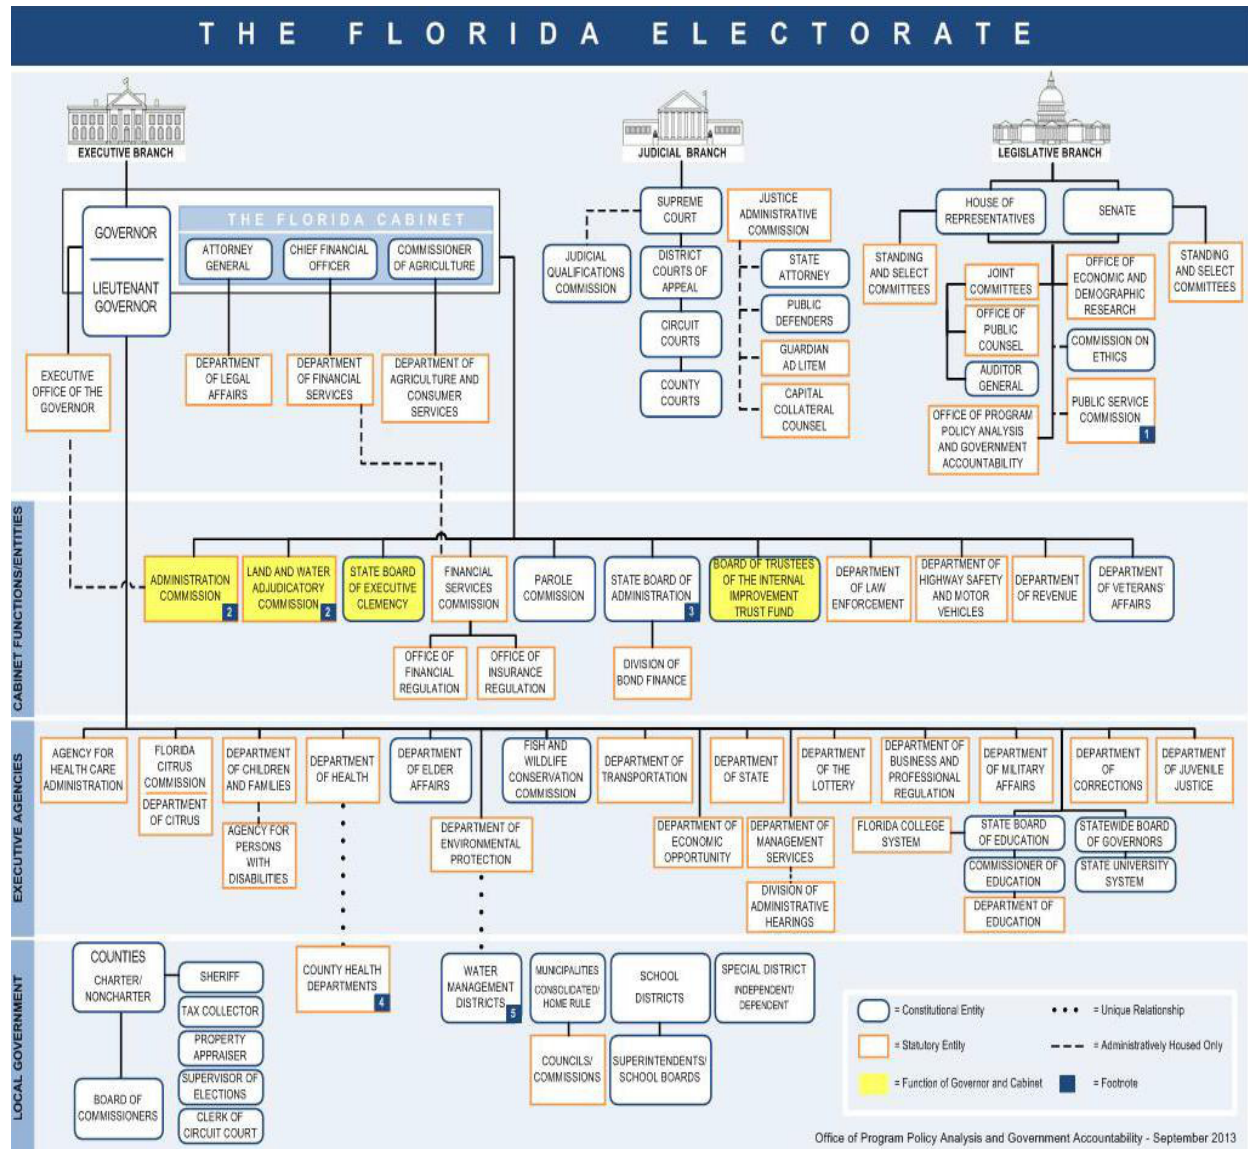 THE FLORIDA ELECTORATE
EXECUTIVE BRANCH
JUDICIAL BRANCH
LEGISLATIVE BRANCH
GOVERNOR
LIEUTENANT
GOVERNOR
THE FLORIDA CABINET
ATTORNEY
GENERAL
CHIEF FINANCIAL
OFFICER
COMMISSIONER
OF AGRICULTURE
EXECUTIVE
OFFICE OF THE
GOVERNOR
DEPARTMENT
OF LEGAL
AFFAIRS
DEPARTMENT
OF FINANCIAL
SERVICES
DEPARTMENT OF
AGRICULTURE AND
CONSUMER
SERVICES
SUPREME
COURT
JUDICIAL
QUALIFICATIONS
COMMISSION
DISTRICT
COURTS OF
APPEAL
CIRCUIT
COURTS
COUNTY
COURTS
JUSTICE
ADMINISTRATIVE
COMMISSION
STATE
ATTORNEY
PUBLIC
DEFENDERS
GUARDIAN
AD LITEM
CAPITAL
COLLATERAL
COUNSEL
HOUSE OF
REPRESENTATIVES
SENATE
STANDING
AND SELECT
COMMITTEES
JOINT
COMMITTEES
OFFICE OF
PUBLIC
COUNSEL
AUDITOR
GENERAL
OFFICE OF PROGRAM
POLICY ANALYSIS
AND GOVERNMENT
ACCOUNTABILITY
OFFICE OF
ECONOMIC AND
DEMOGRAPHIC
RESEARCH
COMMISSION ON
ETHICS
PUBLIC SERVICE
COMMISSION
1
STANDING
AND SELECT
COMMITTEES
CABINET FUNCTIONS/ENTITIES
ADMINISTRATION
COMMISSION
2
LAND AND WATER
ADJUDICATORY
COMMISSION
2
STATE BOARD
OF EXECUTIVE
CLEMENCY
FINANCIAL
SERVICES
COMMISSION
PAROLE
COMMISSION
STATE BOARD OF
ADMINISTRATION
3
BOARD OF TRUSTEES
OF THE INTERNAL
IMPROVEMENT
TRUST FUND
DEPARTMENT
OF LAW
ENFORCEMENT
DEPARTMENT OF
HIGHWAY SAFETY
AND MOTOR
VEHICLES
DEPARTMENT
OF REVENUE
DEPARTMENT
OF VETERANS'
AFFAIRS
OFFICE OF
FINANCIAL
REGULATION
OFFICE OF
INSURANCE
REGULATION
DIVISION OF
BOND FINANCE
EXECUTIVE AGENCIES
AGENCY FOR
HEALTH CARE
ADMINISTRATION
FLORIDA
CITRUS
COMMISSION
DEPARTMENT
OF CITRUS
DEPARTMENT
OF CHILDREN
AND FAMILIES
AGENCY FOR
PERSONS
WITH
DISABILITIES
DEPARTMENT
OF HEALTH
DEPARTMENT
OF ELDER
AFFAIRS
DEPARTMENT OF
ENVIRONMENTAL
PROTECTION
FISH AND
WILDLIFE
CONSERVATION
COMMISSION
DEPARTMENT OF
TRANSPORTATION
DEPARTMENT OF
ECONOMIC
OPPORTUNITY
DEPARTMENT
OF STATE
DEPARTMENT OF
MANAGEMENT
SERVICES
DIVISION OF
ADMINISTRATIVE
HEARINGS
DEPARTMENT
OF THE
LOTTERY
DEPARTMENT OF
BUSINESS AND
PROFESSIONAL
REGULATION
DEPARTMENT
OF MILITARY
AFFAIRS
DEPARTMENT
OF
CORRECTIONS
DEPARTMENT
OF JUVENILE
JUSTICE
FLORIDA COLLEGE
SYSTEM
STATE BOARD
OF EDUCATION
COMMISSIONER OF
EDUCATION
DEPARTMENT OF
EDUCATION
STATEWIDE BOARD
OF GOVERNORS
STATE UNIVERSITY
SYSTEM
LOCAL GOVERNMENT
COUNTIES
CHARTER/
NONCHARTER
BOARD OF
COMMISSIONERS
SHERIFF
TAX COLLECTOR
PROPERTY
APPRAISER
SUPERVISOR OF
ELECTIONS
CLERK OF
CIRCUIT COURT
COUNTY HEALTH
DEPARTMENTS
4
WATER
MANAGEMENT
DISTRICTS
5
MUNICIPALITIES
CONSOLIDATED/
HOME RULE
COUNCILS/
COMMISSIONS
SCHOOL
DISTRICTS
SUPERINTENDENTS/
SCHOOL BOARDS
SPECIAL DISTRICT
INDEPENDENT/
DEPENDENT
= Constitutional Entity
= Unique Relationship
= Statutory Entity
= Administratively Housed Only
= Function of Governor and Cabinet
= Footnote
Office of Program Policy Analysis and Government Accountability - September 2013